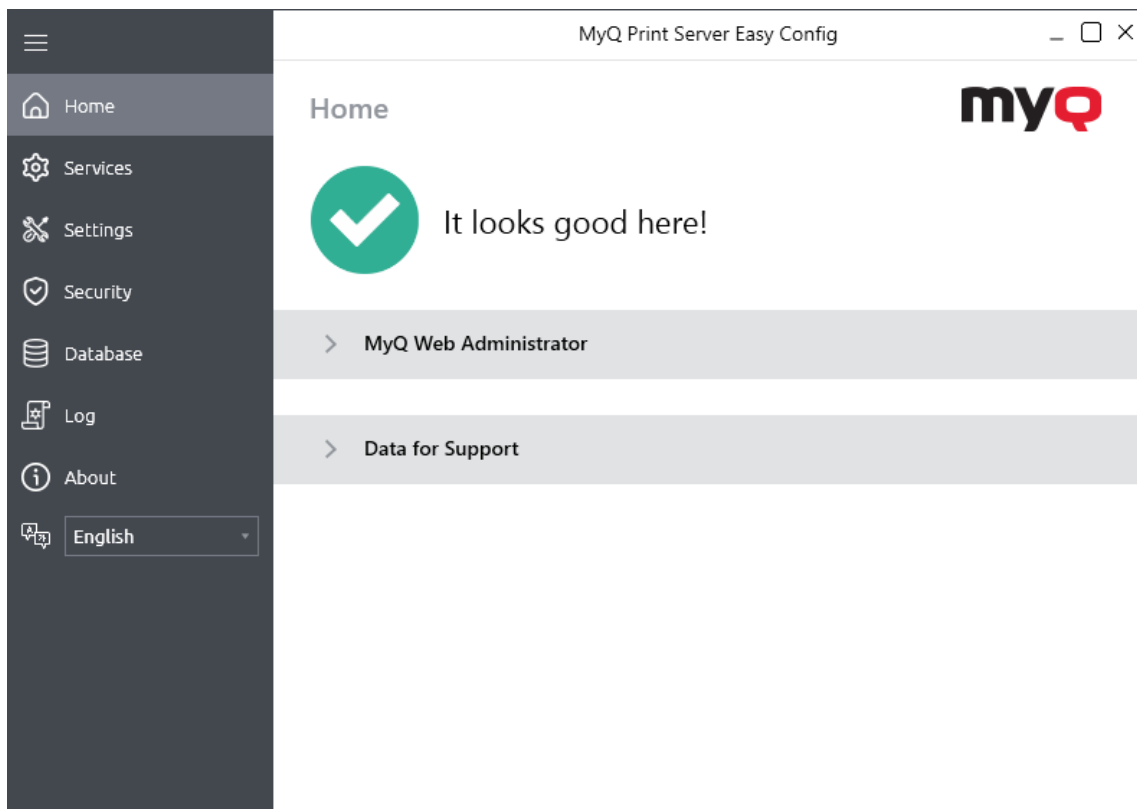 MyQ Print Server Easy Config
Home
Services
Settings
Security
Database
Log
About
English
Home
myQ
It looks good here!
MyQ Web Administrator
Data for Support